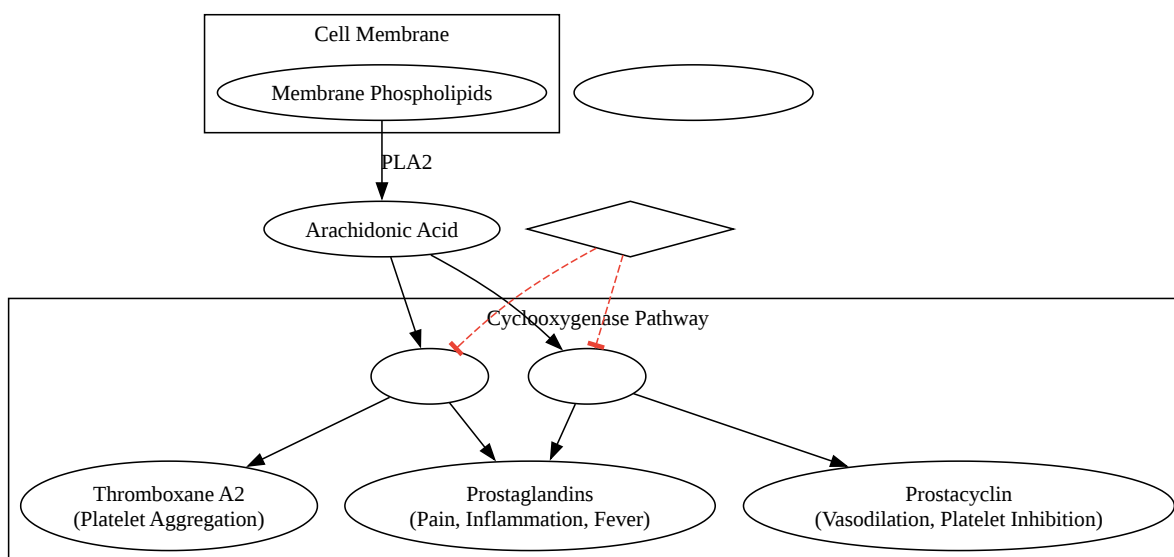 Cell Membrane
Membrane Phospholipids
PLA2
Arachidonic Acid
Cyclooxygenase Pathway
Thromboxane A2
(Platelet Aggregation)
Prostaglandins
(Pain, Inflammation, Fever)
Prostacyclin
(Vasodilation, Platelet Inhibition)